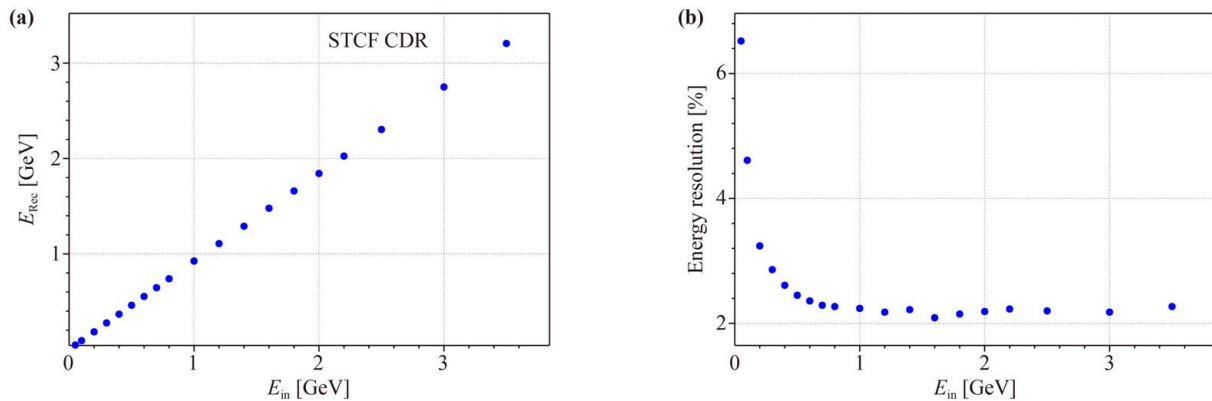 (a)
STCF CDR
3
2
1
E_Rec [GeV]
0
1
2
3
E_in [GeV]
(b)
6
4
2
Energy resolution [%]
0
1
2
3
E_in [GeV]